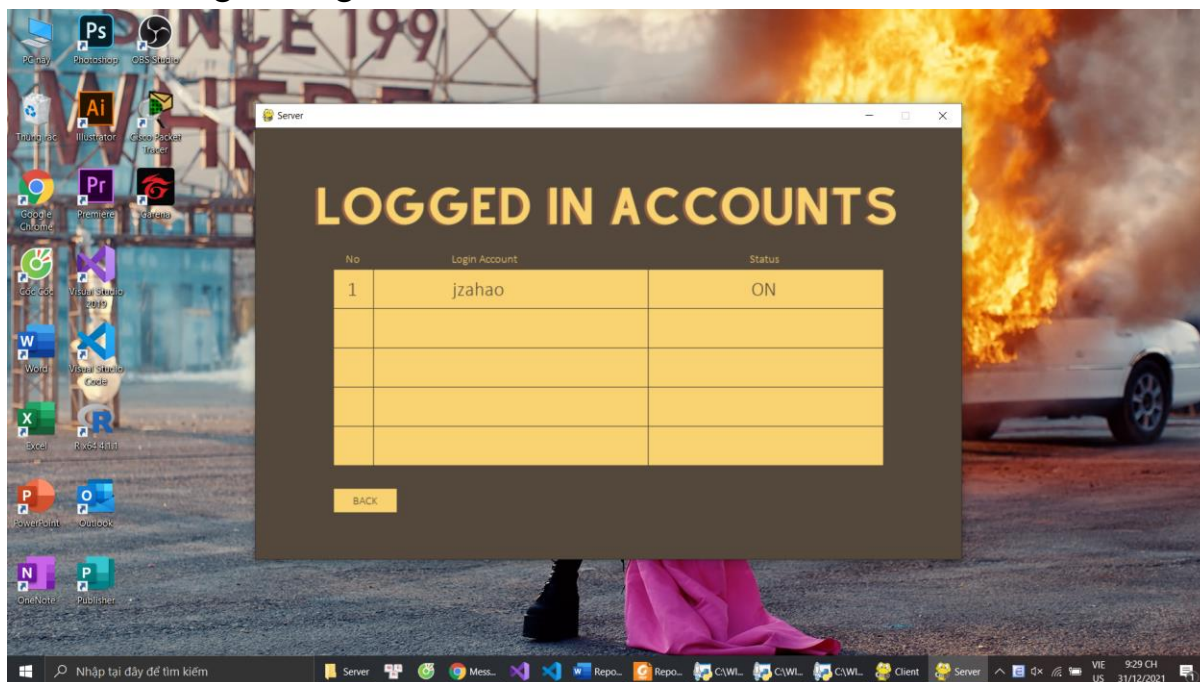 Ps
PC này
Photoshop
OBS Studio
Ai
Thùng rác
Illustrator
Cisco Packet
Tracer
Pr
Google
Chrome
Premiere
Garena
Cốc Cốc
Visual Studio
2019
Word
Visual Studio
Code
Excel
R x64 4.1.1
PowerPoint
Outlook
OneNote
Publisher
199
Server
LOGGED IN ACCOUNTS
No Login Account Status
1 jzahao ON
BACK
Nhập tại đây để tìm kiếm
Server
Mess...
Repo...
Repo...
C:\WI...
C:\WI...
C:\WI...
Client
Server
VIE
US
9:29 CH
31/12/2021